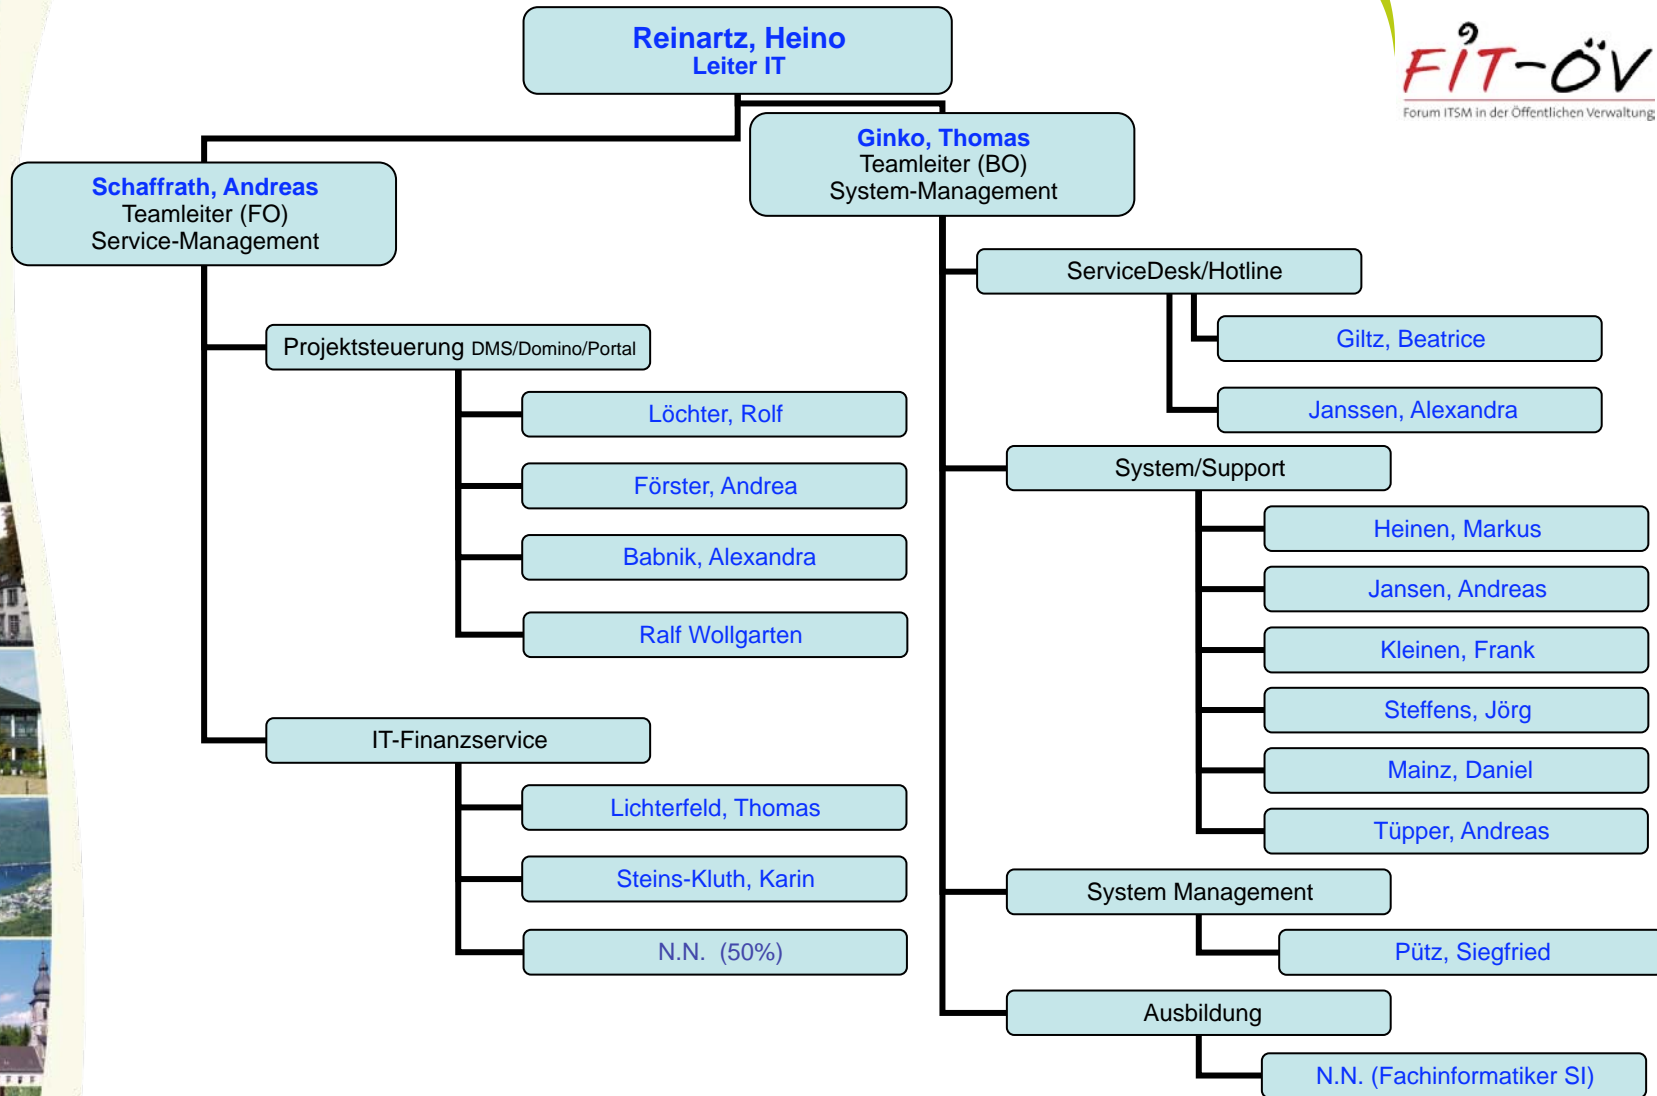 Reinartz, Heino
Leiter IT
FiT-ÖV
Forum ITSM in der Öffentlichen Verwaltung
Ginko, Thomas
Teamleiter (BO)
System-Management
Schaffrath, Andreas
Teamleiter (FO)
Service-Management
Projektsteuerung DMS/Domino/Portal
Löchter, Rolf
Förster, Andrea
Babnik, Alexandra
Ralf Wollgarten
IT-Finanzservice
Lichterfeld, Thomas
Steins-Kluth, Karin
N.N. (50%)
ServiceDesk/Hotline
Giltz, Beatrice
Janssen, Alexandra
System/Support
Heinen, Markus
Jansen, Andreas
Kleinen, Frank
Steffens, Jörg
Mainz, Daniel
Tüpper, Andreas
System Management
Pütz, Siegfried
Ausbildung
N.N. (Fachinformatiker SI)